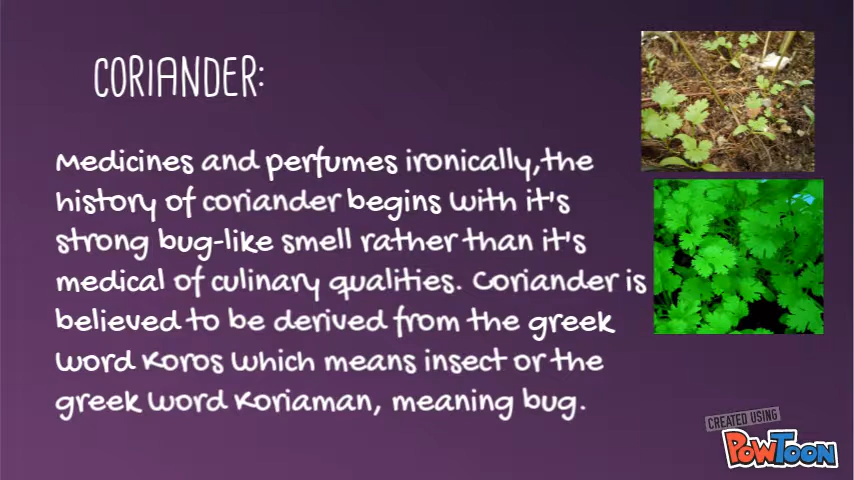 CORIANDER:
Medicines and perfumes ironically,the
history of coriander begins with it's
strong bug-like smell rather than it's
medical of culinary qualities. Coriander is
believed to be derived from the greek
word Koros which means insect or the
greek word Koriaman, meaning bug.
CREATED USING
POWTOON